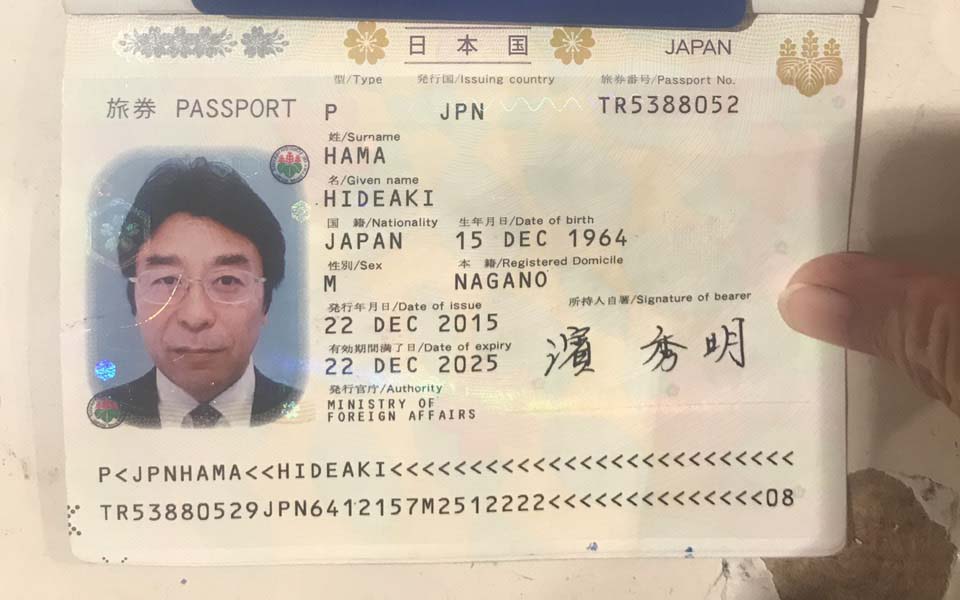 日本国 JAPAN
型/Type 発行国/Issuing country 旅券番号/Passport No.
旅券 PASSPORT P JPN TR5388052
姓/Surname
HAMA
名/Given name
HIDEAKI
国 籍/Nationality 生年月日/Date of birth
JAPAN 15 DEC 1964
性別/Sex 本 籍/Registered Domicile
M NAGANO
発行年月日/Date of issue 所持人自署/Signature of bearer
22 DEC 2015
濵 秀明
有効期間満了日/Date of expiry
22 DEC 2025
発行官庁/Authority
MINISTRY OF
FOREIGN AFFAIRS
P<JPNHAMA<<HIDEAKI<<<<<<<<<<<<<<<<<<<<<<<<<<
TR53880529JPN6412157M2512222<<<<<<<<<<<<<<08